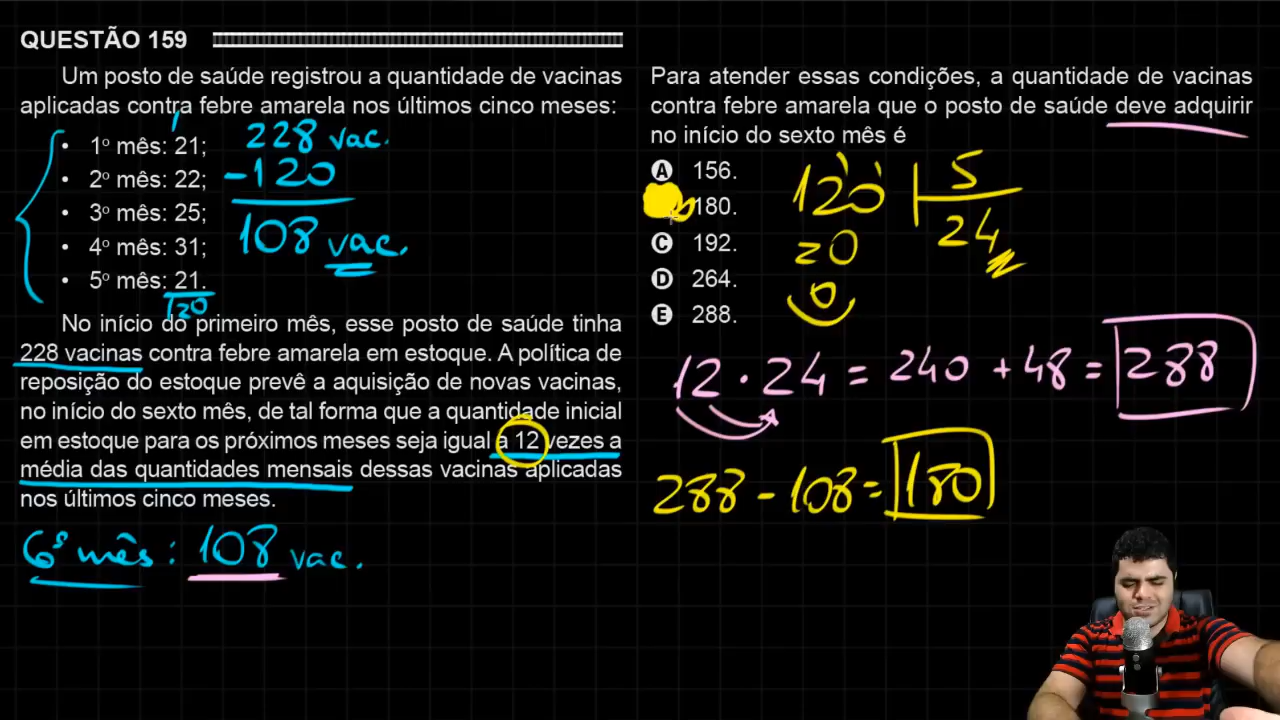 QUESTÃO 159
Um posto de saúde registrou a quantidade de vacinas
aplicadas contra febre amarela nos últimos cinco meses:
1
• 1º mês: 21;
• 2º mês: 22;
• 3º mês: 25;
• 4º mês: 31;
• 5º mês: 21.
120
228 vac.
-120
108 vac.
No início do primeiro mês, esse posto de saúde tinha
228 vacinas contra febre amarela em estoque. A política de
reposição do estoque prevê a aquisição de novas vacinas,
no início do sexto mês, de tal forma que a quantidade inicial
em estoque para os próximos meses seja igual a 12 vezes a
média das quantidades mensais dessas vacinas aplicadas
nos últimos cinco meses.
6º mês: 108 vac.
Para atender essas condições, a quantidade de vacinas
contra febre amarela que o posto de saúde deve adquirir
no início do sexto mês é
A 156.
180.
C 192.
D 264.
E 288.
120 5
20 24
0
12 · 24 = 240 + 48 = 288
288 - 108 = 180